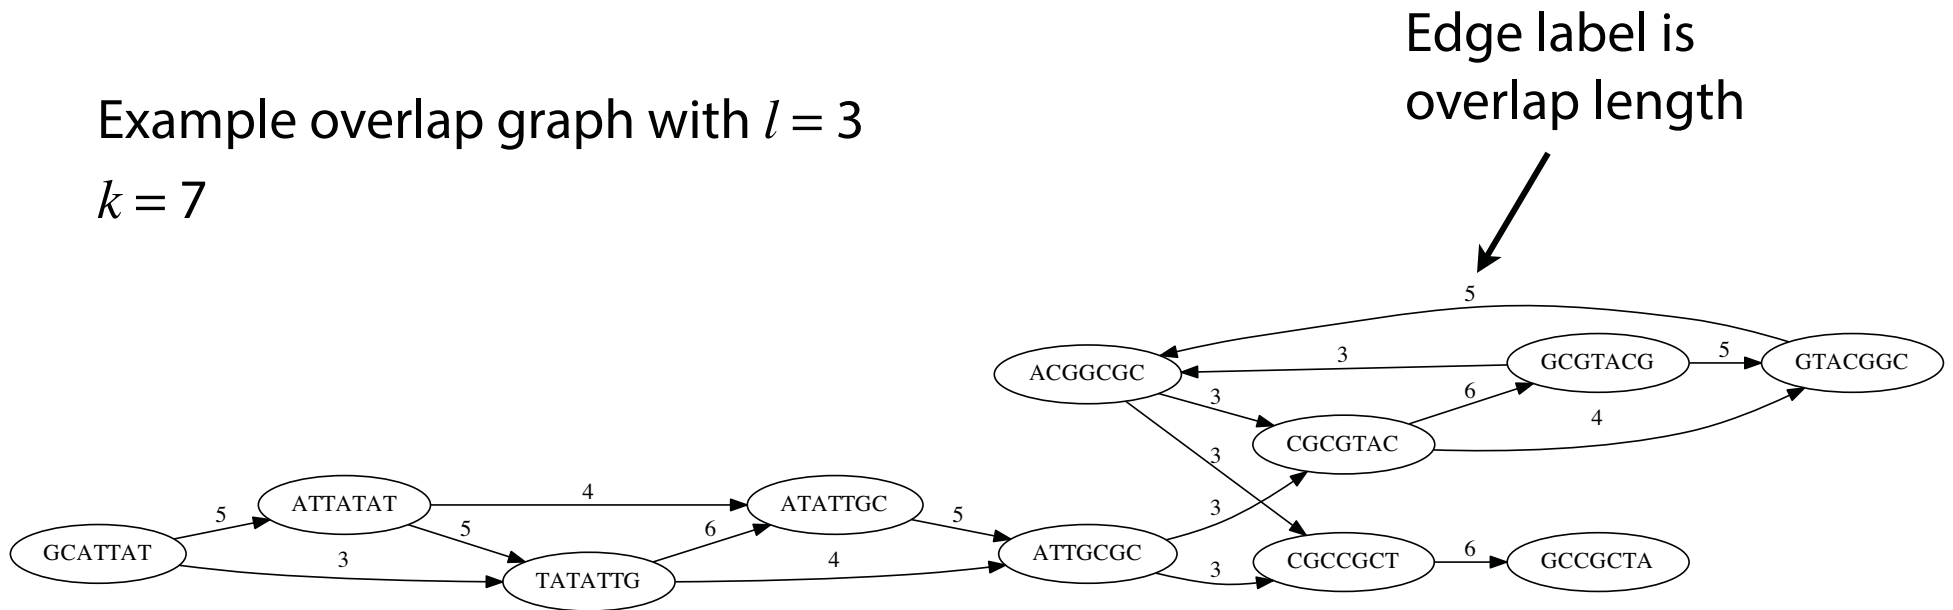 Edge label is
overlap length
Example overlap graph with l = 3
k = 7
5
ACGGCGC
3
GCGTACG
5
GTACGGC
3
6
CGCGTAC
4
3
ATTATAT
4
ATATTGC
5
5
6
5
3
GCATTAT
3
TATATTG
4
ATTGCGC
3
CGCCGCT
6
GCCGCTA